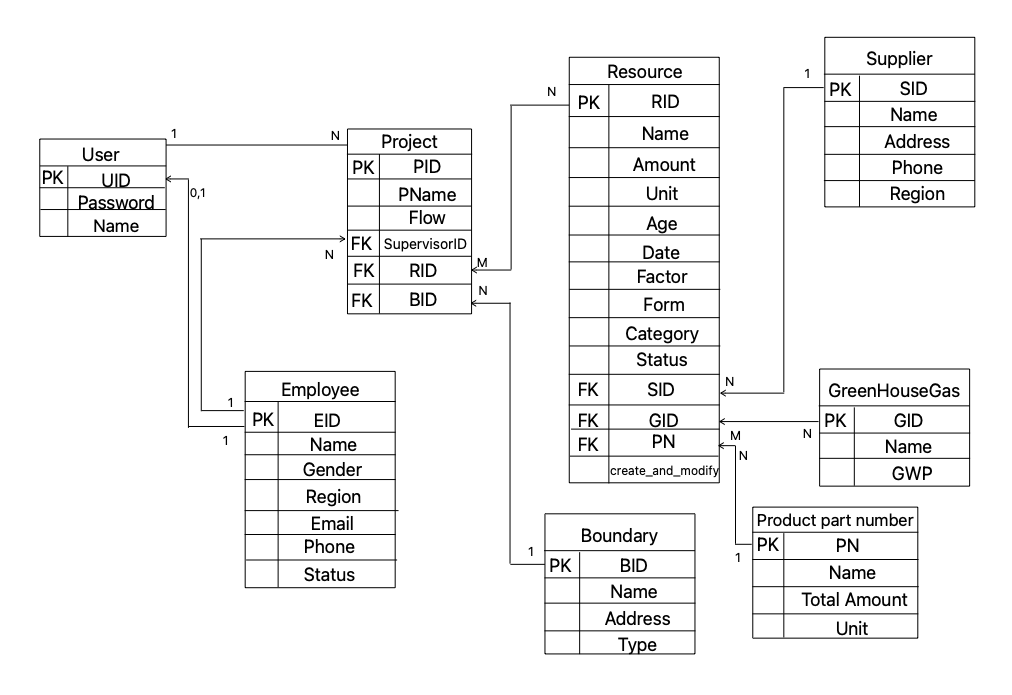 User
PK UID
Password
Name
1
N
0,1
Project
PK PID
PName
Flow
FK SupervisorID
FK RID
FK BID
N
M
N
Employee
PK EID
Name
Gender
Region
Email
Phone
Status
1
1
Resource
PK RID
Name
Amount
Unit
Age
Date
Factor
Form
Category
Status
FK SID
FK GID
FK PN
create_and_modify
N
N
M
N
N
Supplier
PK SID
Name
Address
Phone
Region
1
GreenHouseGas
PK GID
Name
GWP
Boundary
PK BID
Name
Address
Type
1
Product part number
PK PN
Name
Total Amount
Unit
1